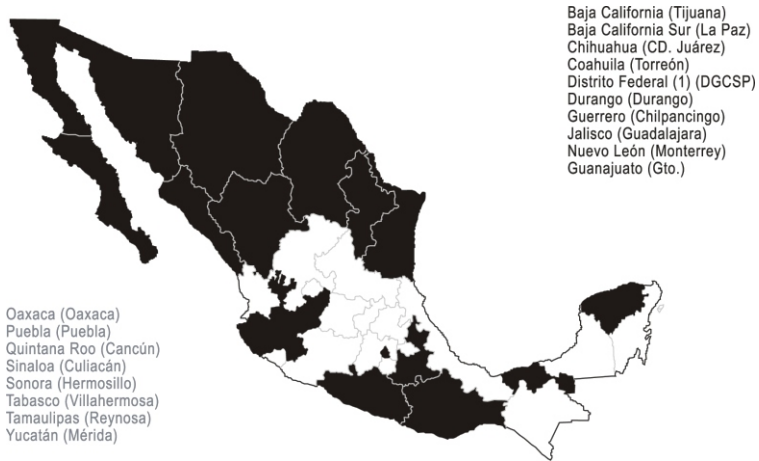 Baja California (Tijuana)
Baja California Sur (La Paz)
Chihuahua (CD. Juárez)
Coahuila (Torreón)
Distrito Federal (1) (DGCSP)
Durango (Durango)
Guerrero (Chilpancingo)
Jalisco (Guadalajara)
Nuevo León (Monterrey)
Guanajuato (Gto.)
Oaxaca (Oaxaca)
Puebla (Puebla)
Quintana Roo (Cancún)
Sinaloa (Culiacán)
Sonora (Hermosillo)
Tabasco (Villahermosa)
Tamaulipas (Reynosa)
Yucatán (Mérida)